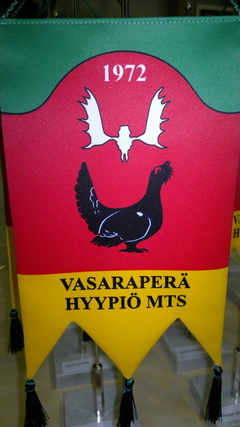 1972
VASARAPERÄ
HYYPIÖ MTS